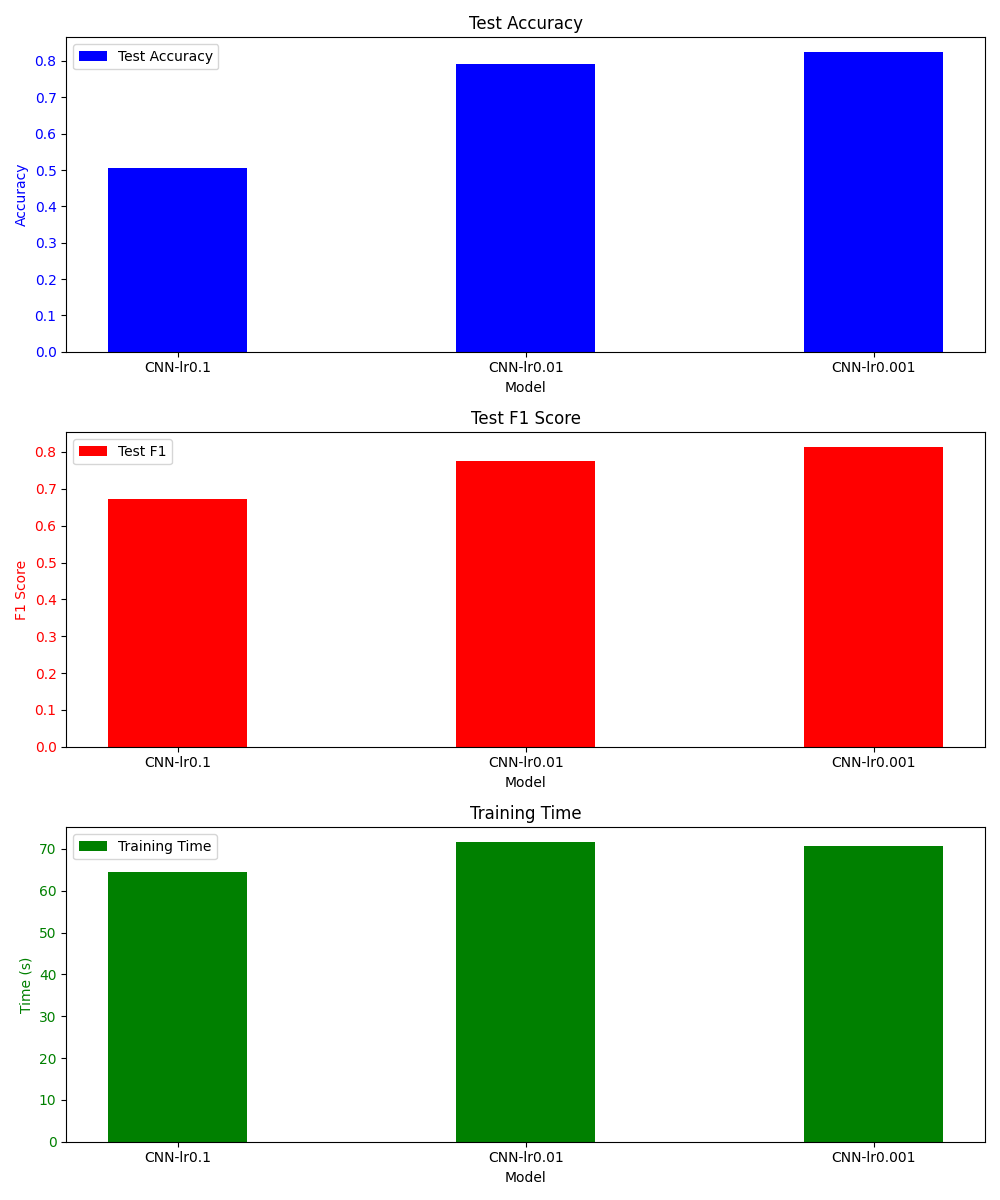 Test Accuracy
Test Accuracy
0.8
0.7
0.6
0.5
0.4
0.3
0.2
0.1
0.0
Accuracy
CNN-lr0.1 CNN-lr0.01 CNN-lr0.001
Model
Test F1 Score
Test F1
0.8
0.7
0.6
0.5
0.4
0.3
0.2
0.1
0.0
F1 Score
CNN-lr0.1 CNN-lr0.01 CNN-lr0.001
Model
Training Time
Training Time
70
60
50
40
30
20
10
0
Time (s)
CNN-lr0.1 CNN-lr0.01 CNN-lr0.001
Model